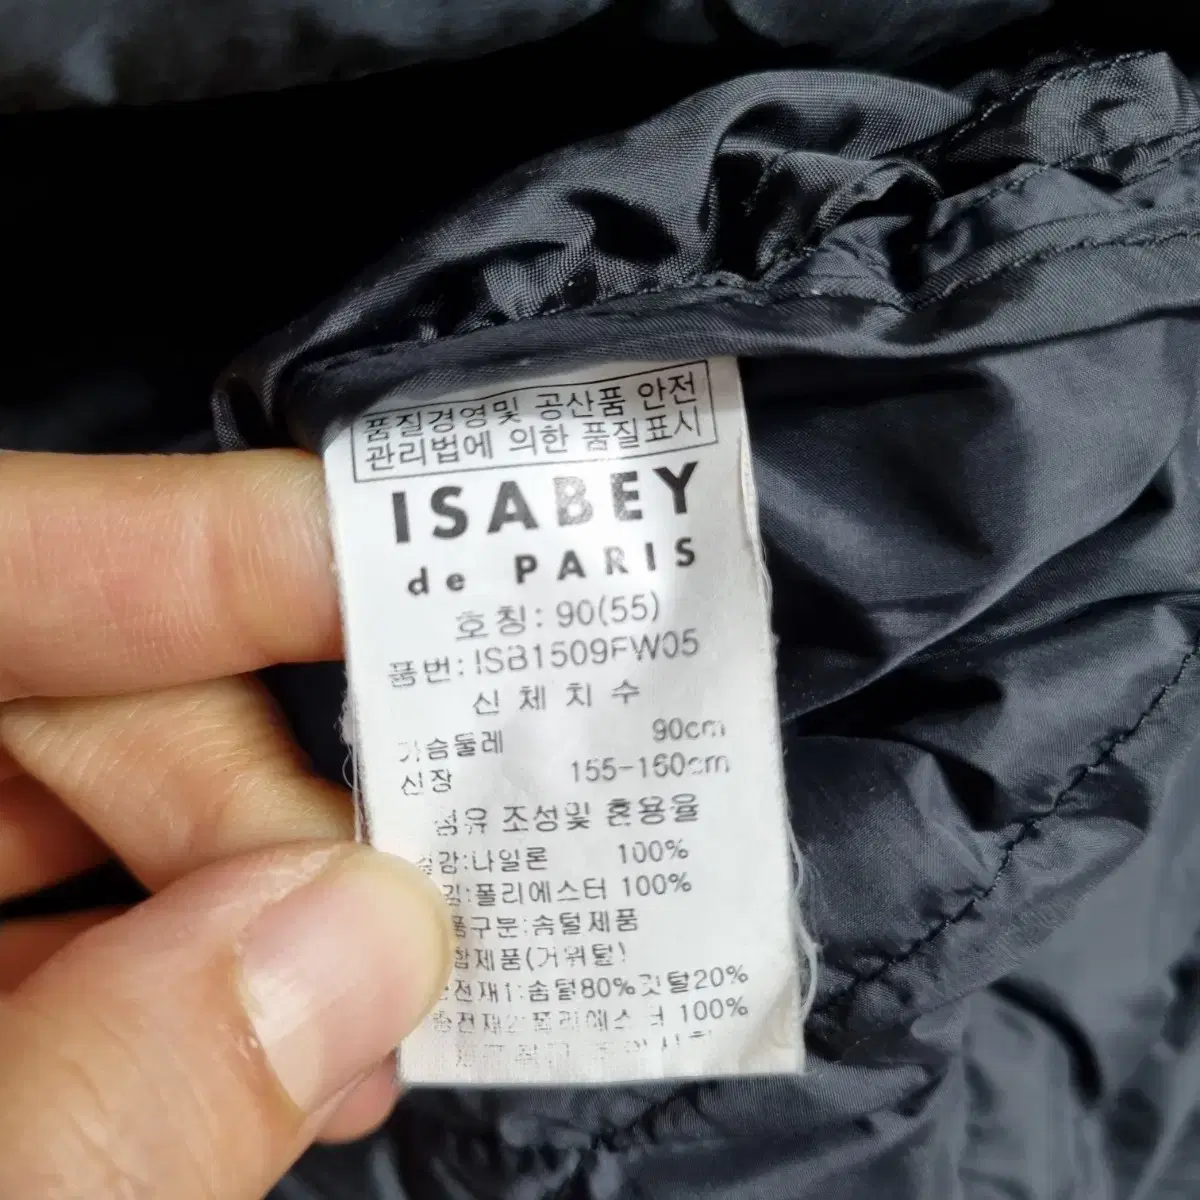 품질경영및 공산품 안전
관리법에 의한 품질표시
ISABEY
de PARIS
호칭: 90(55)
품번: ISB1509FW05
신체치수
가슴둘레 90cm
신장 155-160cm
섬유 조성및 혼용율
겉감:나일론 100%
:폴리에스터 100%
품구분:솜털제품
제품(거위털)
충전재1:솜털80%깃털20%
충전재2:폴리에스터 100%